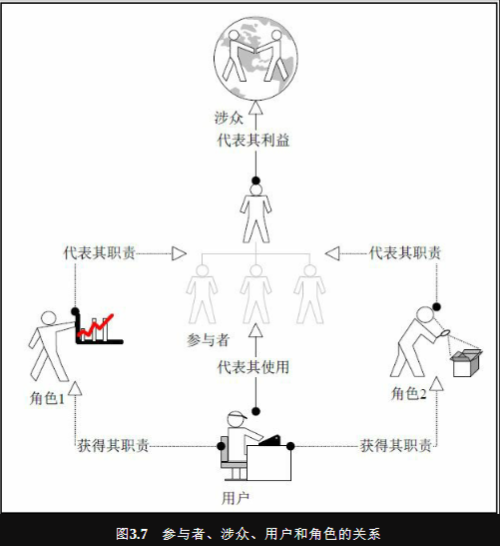 涉众
代表其利益
代表其职责
代表其职责
参与者
代表其使用
角色1
角色2
获得其职责
获得其职责
用户
图3.7 参与者、涉众、用户和角色的关系